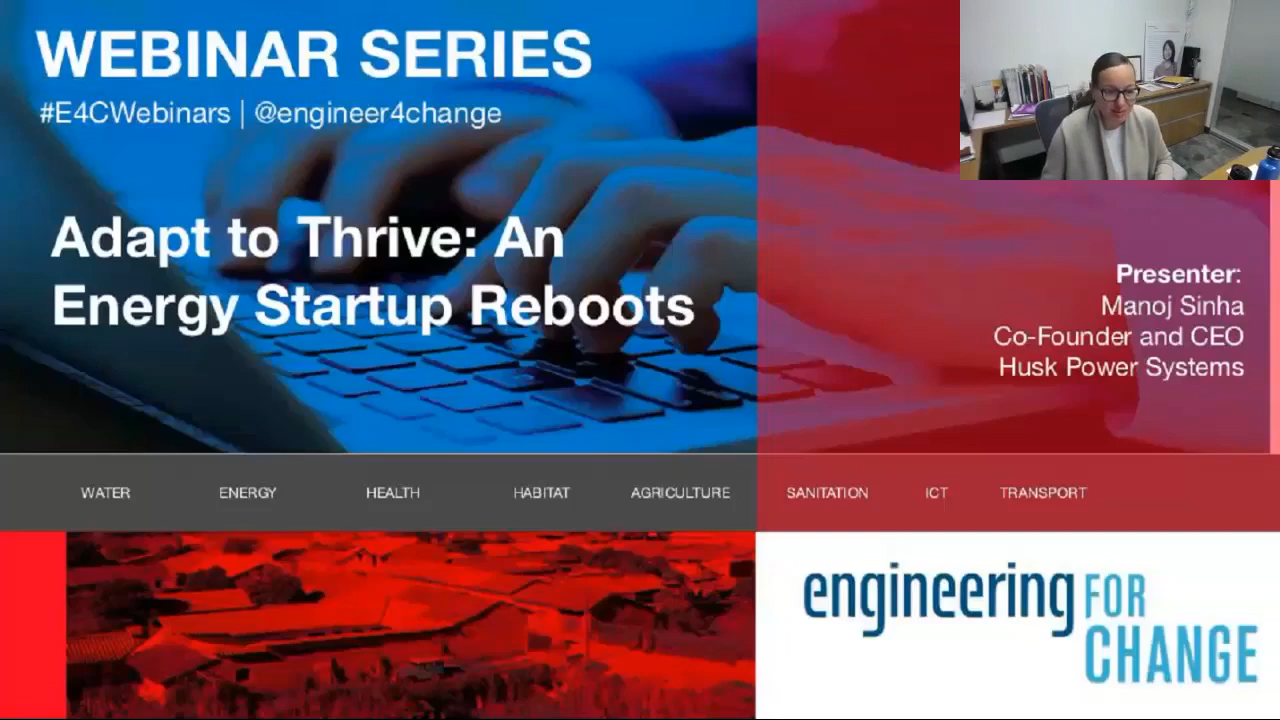 WEBINAR SERIES
#E4CWebinars | @engineer4change
Adapt to Thrive: An
Energy Startup Reboots
Presenter:
Manoj Sinha
Co-Founder and CEO
Husk Power Systems
WATER ENERGY HEALTH HABITAT AGRICULTURE SANITATION ICT TRANSPORT
engineering FOR
CHANGE